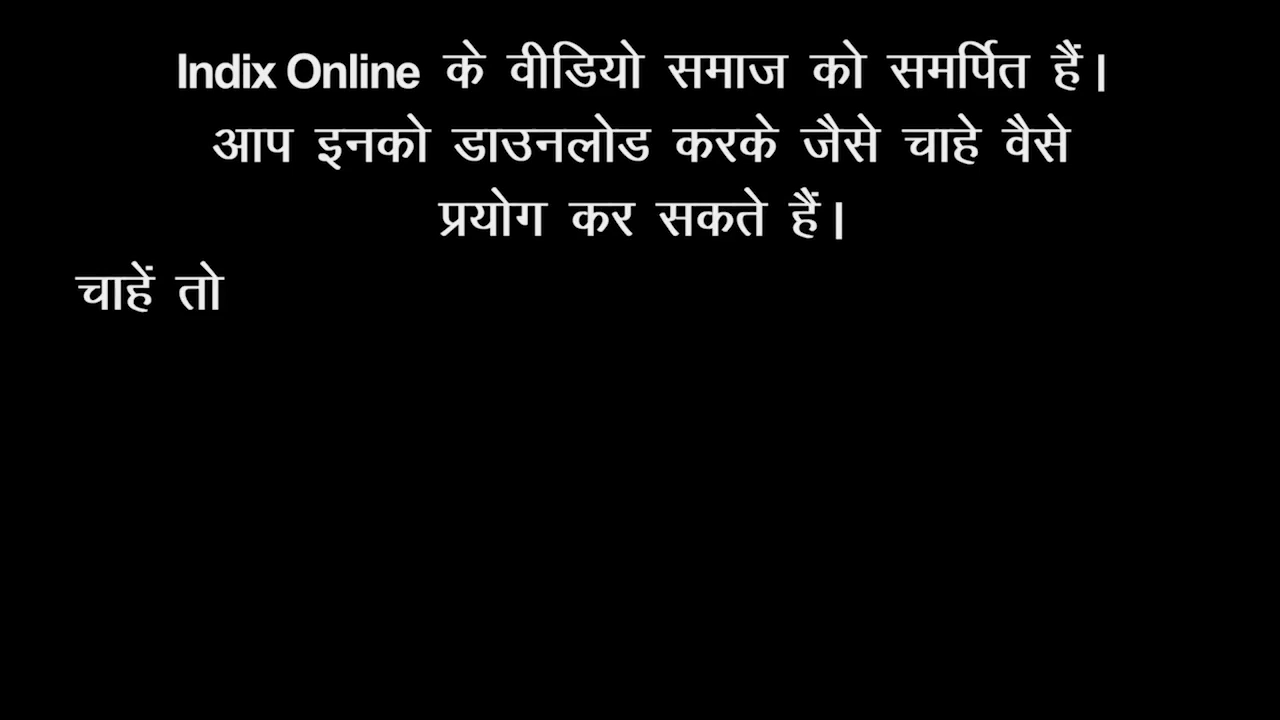 Indix Online के वीडियो समाज को समर्पित हैं।
आप इनको डाउनलोड करके जैसे चाहे वैसे
प्रयोग कर सकते हैं।
चाहें तो